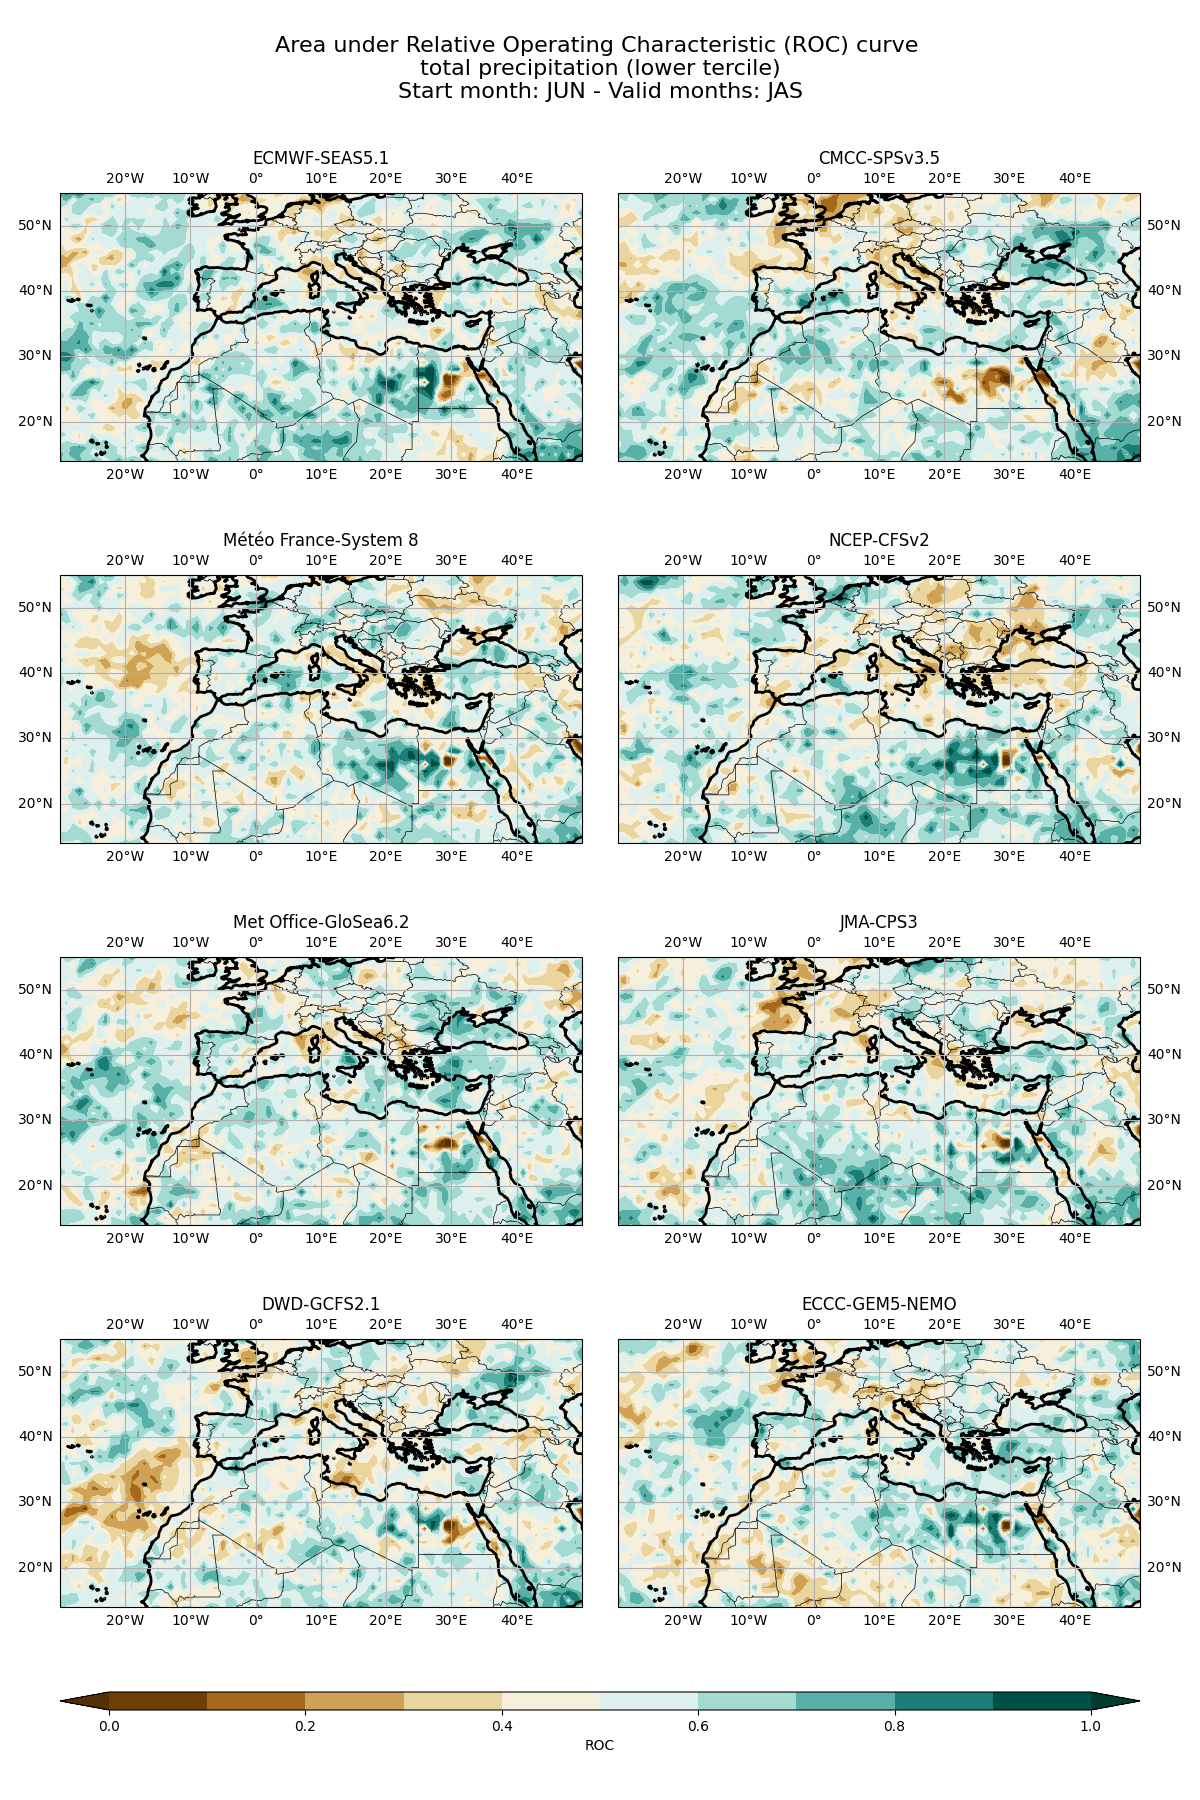 Area under Relative Operating Characteristic (ROC) curve
total precipitation (lower tercile)
Start month: JUN - Valid months: JAS
ECMWF-SEAS5.1
20°W 10°W 0° 10°E 20°E 30°E 40°E
50°N
40°N
30°N
20°N
20°W 10°W 0° 10°E 20°E 30°E 40°E
CMCC-SPSv3.5
20°W 10°W 0° 10°E 20°E 30°E 40°E
50°N
40°N
30°N
20°N
20°W 10°W 0° 10°E 20°E 30°E 40°E
Météo France-System 8
20°W 10°W 0° 10°E 20°E 30°E 40°E
50°N
40°N
30°N
20°N
20°W 10°W 0° 10°E 20°E 30°E 40°E
NCEP-CFSv2
20°W 10°W 0° 10°E 20°E 30°E 40°E
50°N
40°N
30°N
20°N
20°W 10°W 0° 10°E 20°E 30°E 40°E
Met Office-GloSea6.2
20°W 10°W 0° 10°E 20°E 30°E 40°E
50°N
40°N
30°N
20°N
20°W 10°W 0° 10°E 20°E 30°E 40°E
JMA-CPS3
20°W 10°W 0° 10°E 20°E 30°E 40°E
50°N
40°N
30°N
20°N
20°W 10°W 0° 10°E 20°E 30°E 40°E
DWD-GCFS2.1
20°W 10°W 0° 10°E 20°E 30°E 40°E
50°N
40°N
30°N
20°N
20°W 10°W 0° 10°E 20°E 30°E 40°E
ECCC-GEM5-NEMO
20°W 10°W 0° 10°E 20°E 30°E 40°E
50°N
40°N
30°N
20°N
20°W 10°W 0° 10°E 20°E 30°E 40°E
0.0 0.2 0.4 0.6 0.8 1.0
ROC